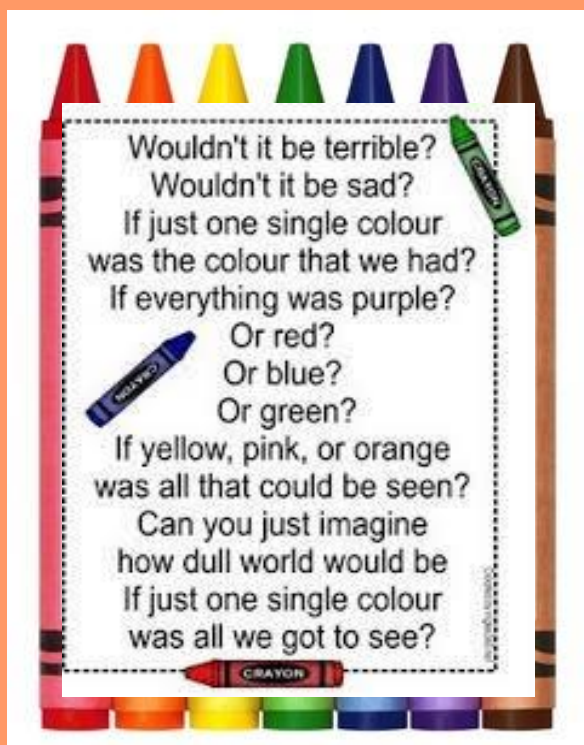 Wouldn't it be terrible?
Wouldn't it be sad?
If just one single colour
was the colour that we had?
If everything was purple?
Or red?
Or blue?
Or green?
If yellow, pink, or orange
was all that could be seen?
Can you just imagine
how dull world would be
If just one single colour
was all we got to see?
CRAYON
CRAYON
CRAYON